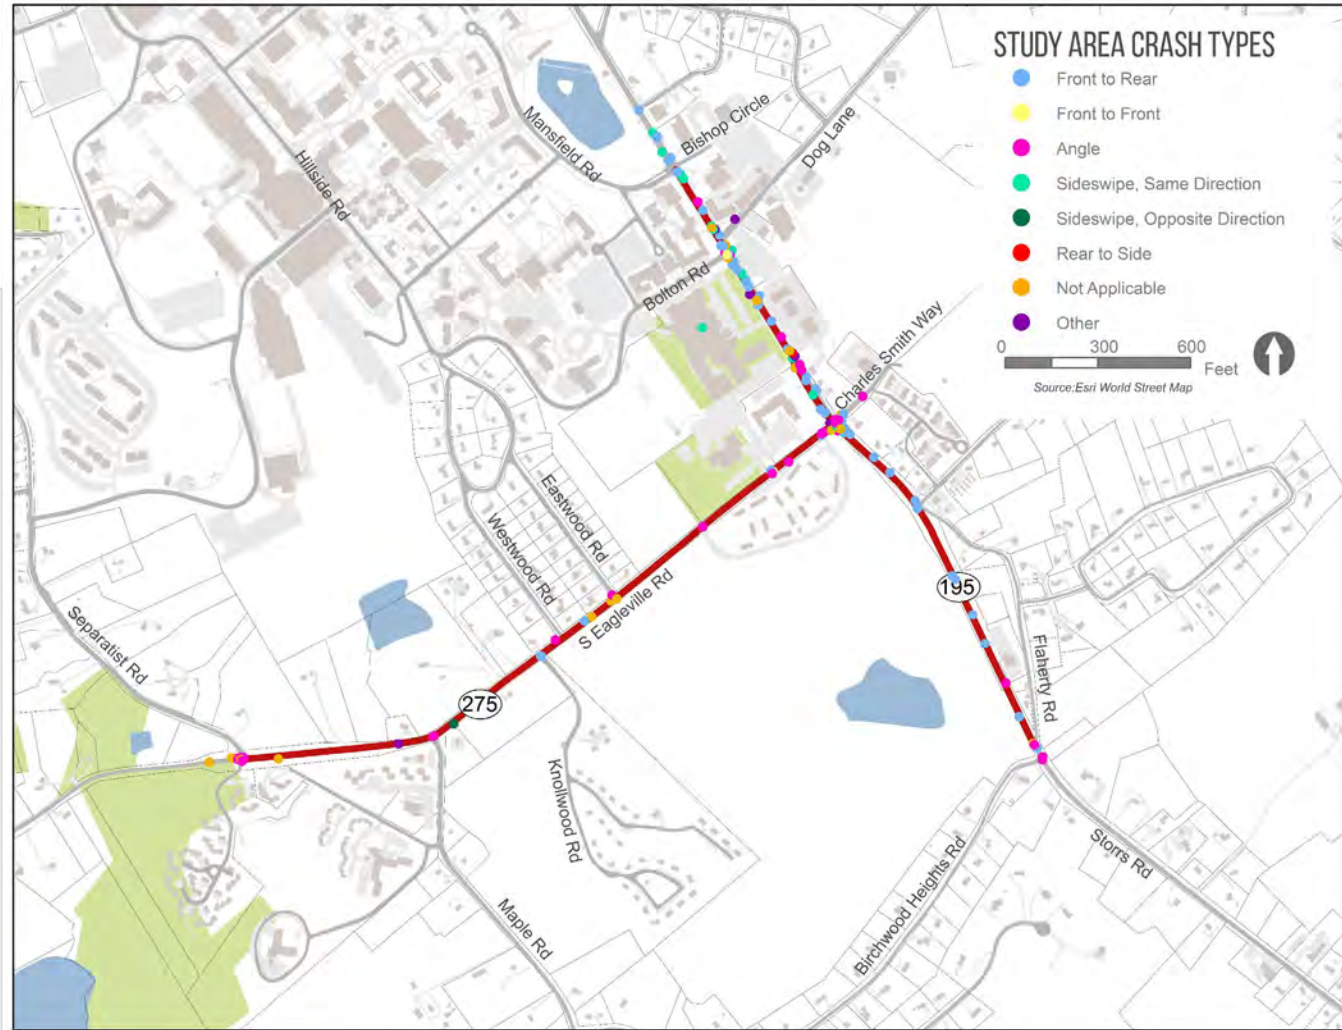 STUDY AREA CRASH TYPES
Front to Rear
Front to Front
Angle
Sideswipe, Same Direction
Sideswipe, Opposite Direction
Rear to Side
Not Applicable
Other
0 300 600
Feet
Source:Esri World Street Map
Bishop Circle
Mansfield Rd
Dog Lane
Hillside Rd
Bolton Rd
Charles Smith Way
Eastwood Rd
Westwood Rd
S Eagleville Rd
195
Separatist Rd
Flaherty Rd
275
Knollwood Rd
Storrs Rd
Birchwood Heights Rd
Maple Rd